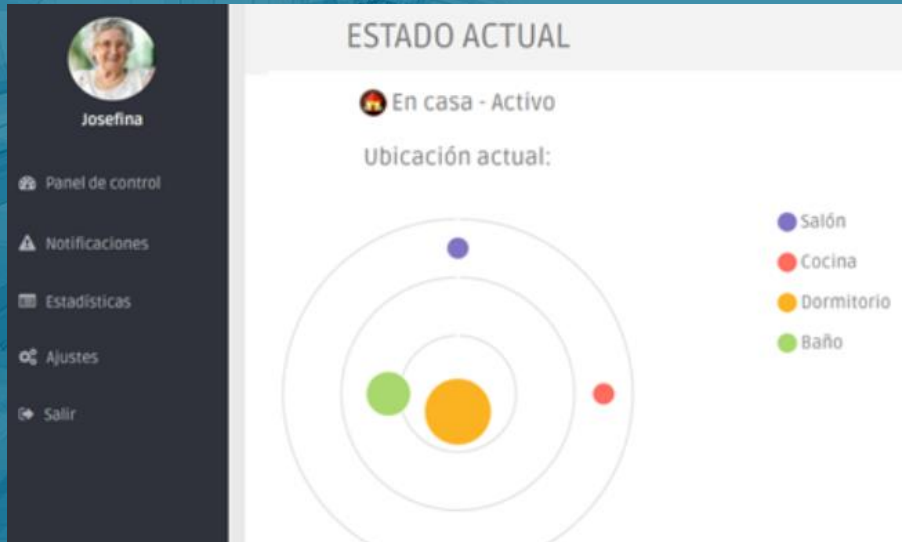 Josefina
Panel de control
Notificaciones
Estadísticas
Ajustes
Salir
ESTADO ACTUAL
En casa - Activo
Ubicación actual:
Salón
Cocina
Dormitorio
Baño